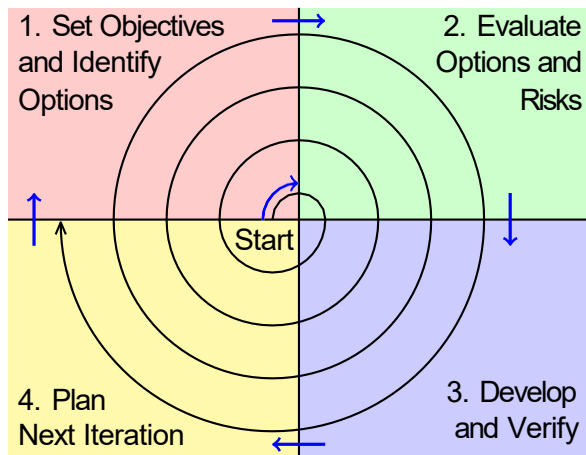 1. Set Objectives
and Identify
Options
2. Evaluate
Options and
Risks
Start
3. Develop
and Verify
4. Plan
Next Iteration